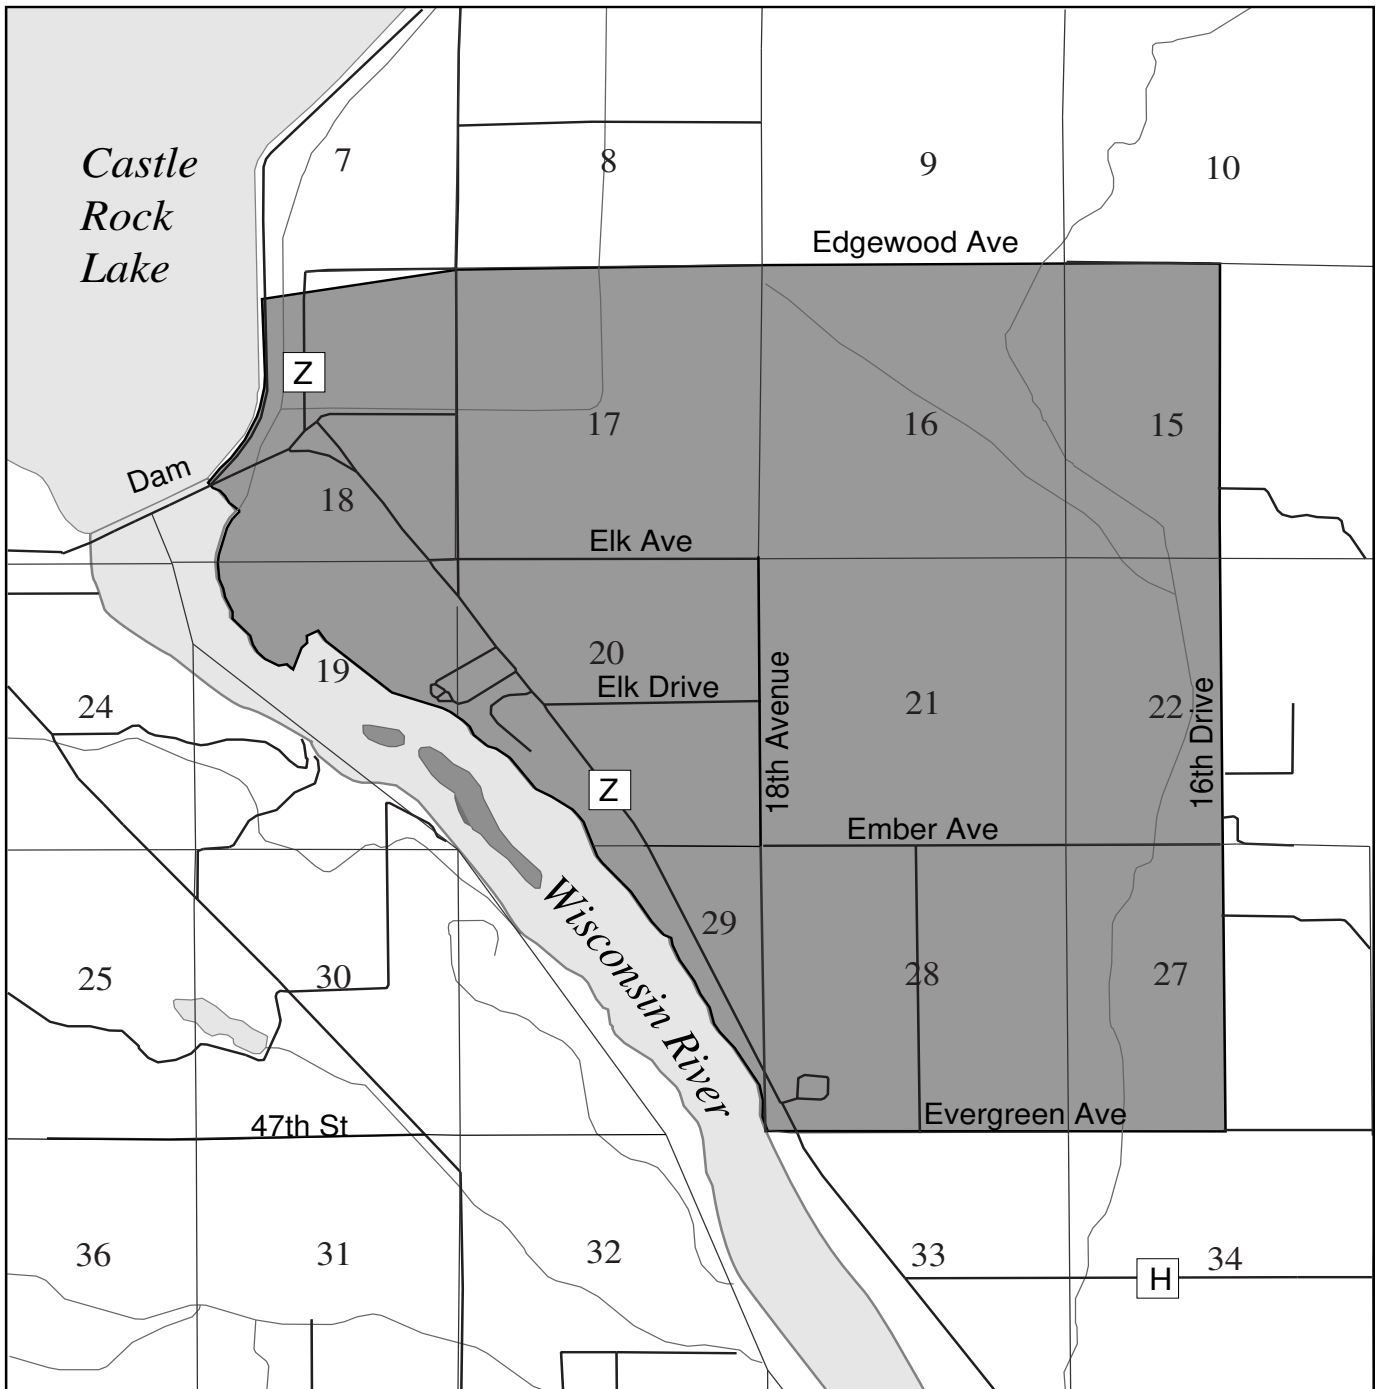 7
8
9
10
Castle
Rock
Lake
Edgewood Ave
Z
17
16
15
Dam
18
Elk Ave
19
20
Elk Drive
18th Avenue
21
22
16th Drive
24
Z
Ember Ave
Wisconsin River
29
25
30
28
27
47th St
Evergreen Ave
36
31
32
33
34
H